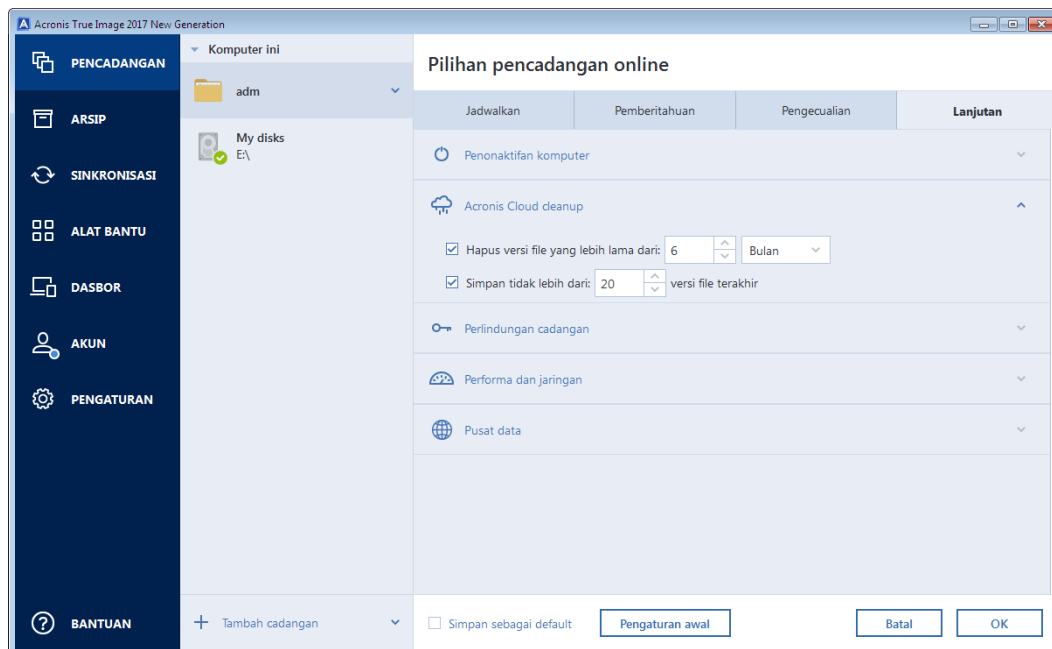 Acronis True Image 2017 New Generation
PENCADANGAN
ARSIP
SINKRONISASI
ALAT BANTU
DASBOR
AKUN
PENGATURAN
BANTUAN
Komputer ini
adm
My disks
E:\
Tambah cadangan
Pilihan pencadangan online
Jadwalkan Pemberitahuan Pengecualian Lanjutan
Penonaktifan komputer
Acronis Cloud cleanup
Hapus versi file yang lebih lama dari: 6 Bulan
Simpan tidak lebih dari: 20 versi file terakhir
Perlindungan cadangan
Performa dan jaringan
Pusat data
Simpan sebagai default Pengaturan awal Batal OK